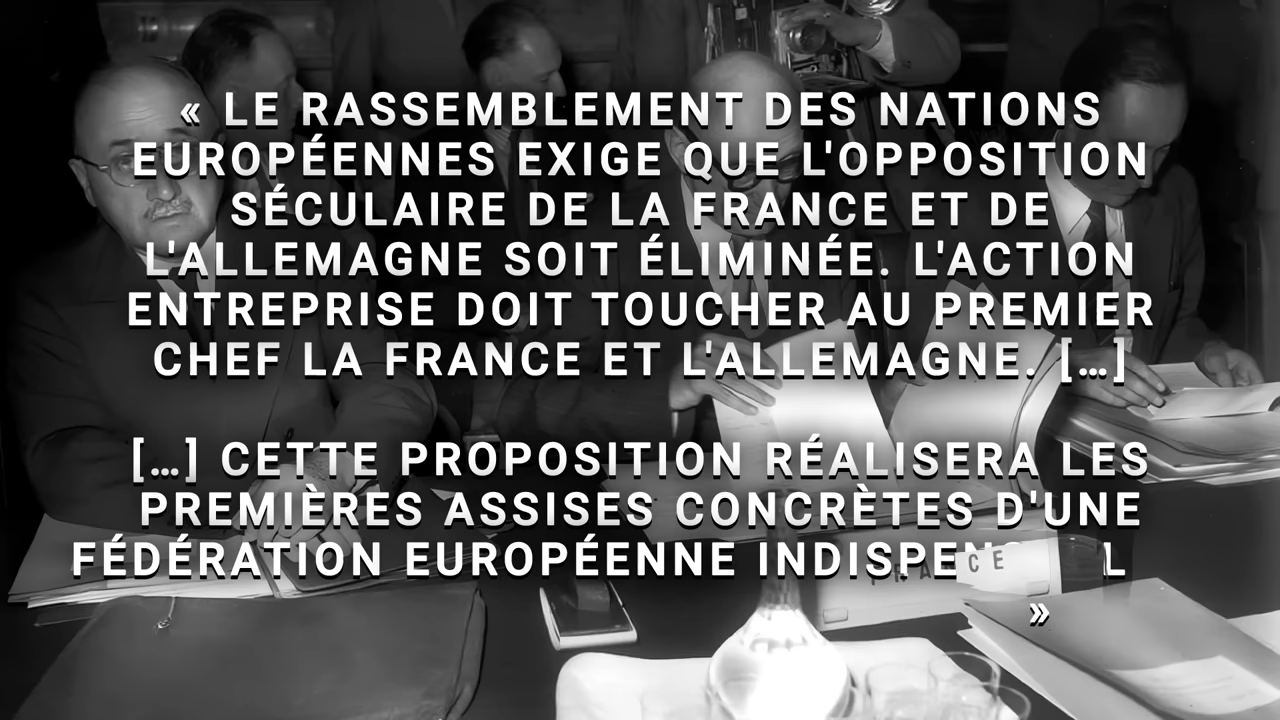 « LE RASSEMBLEMENT DES NATIONS
EUROPÉENNES EXIGE QUE L'OPPOSITION
SÉCULAIRE DE LA FRANCE ET DE
L'ALLEMAGNE SOIT ÉLIMINÉE. L'ACTION
ENTREPRISE DOIT TOUCHER AU PREMIER
CHEF LA FRANCE ET L'ALLEMAGNE. […]
[…] CETTE PROPOSITION RÉALISERA LES
PREMIÈRES ASSISES CONCRÈTES D'UNE
FÉDÉRATION EUROPÉENNE
FRANCE
»